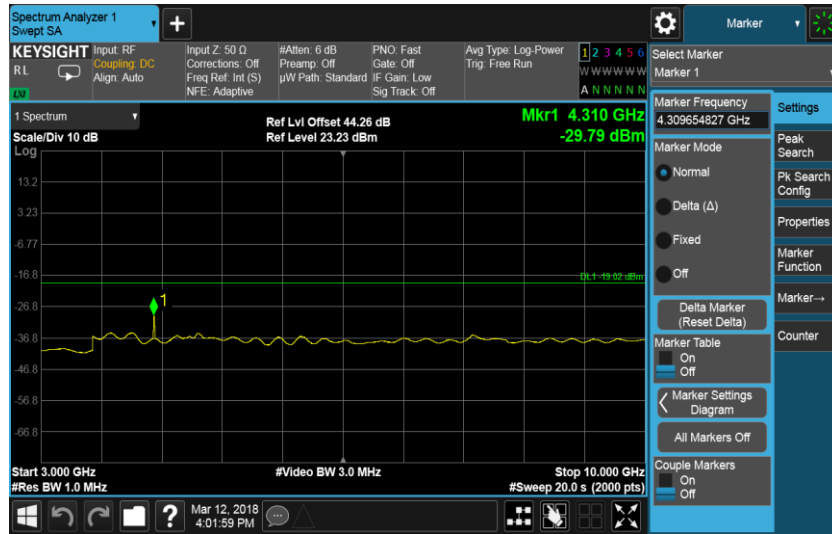 Spectrum Analyzer 1
Swept SA
Marker
KEYSIGHT
RL
LXI
Input: RF
Coupling: DC
Align: Auto
Input Z: 50 Ω
Corrections: Off
Freq Ref: Int (S)
NFE: Adaptive
#Atten: 6 dB
Preamp: Off
µW Path: Standard
PNO: Fast
Gate: Off
IF Gain: Low
Sig Track: Off
Avg Type: Log-Power
Trig: Free Run
1 2 3 4 5 6
W W W W W W
A N N N N N
Select Marker
Marker 1
1 Spectrum
Scale/Div 10 dB
Log
Ref Lvl Offset 44.26 dB
Ref Level 23.23 dBm
Mkr1 4.310 GHz
-29.79 dBm
13.2
3.23
-6.77
-16.8
-26.8
-36.8
-46.8
-56.8
-66.8
DL1 -19.02 dBm
1
Start 3.000 GHz
#Res BW 1.0 MHz
#Video BW 3.0 MHz
Stop 10.000 GHz
#Sweep 20.0 s (2000 pts)
Marker Frequency
4.309654827 GHz
Marker Mode
Normal
Delta (Δ)
Fixed
Off
Delta Marker
(Reset Delta)
Marker Table
On
Off
Marker Settings
Diagram
All Markers Off
Couple Markers
On
Off
Settings
Peak
Search
Pk Search
Config
Properties
Marker
Function
Marker→
Counter
?
Mar 12, 2018
4:01:59 PM